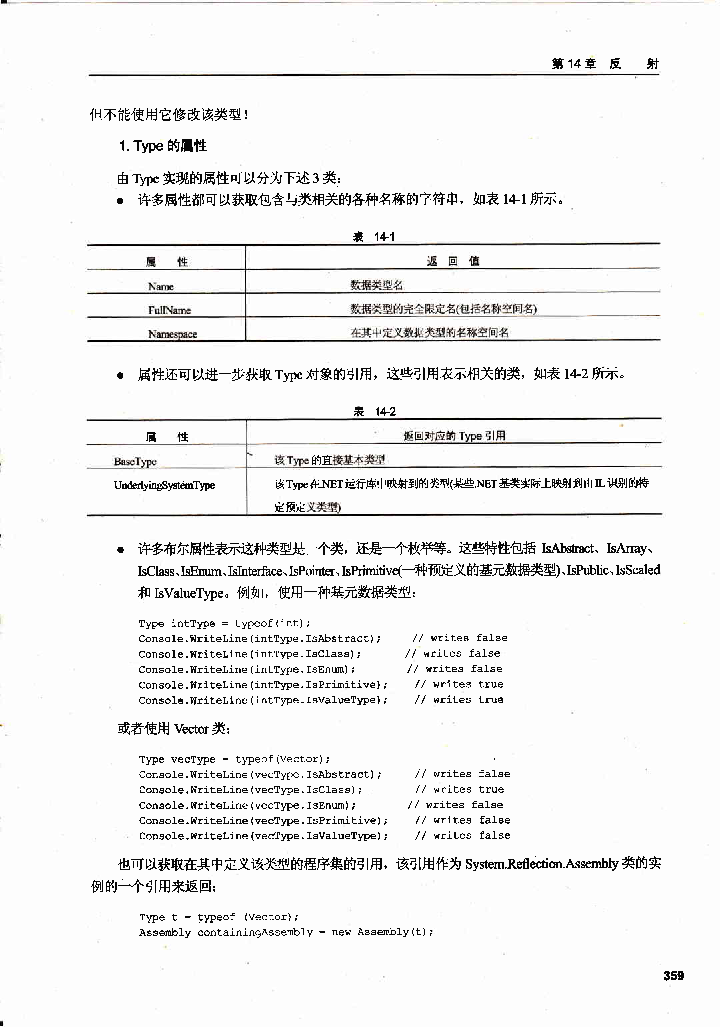 第14章 反 射
但不能使用它修改该类型!
1. Type 的属性
由 Type 实现的属性可以分为下述 3 类:
● 许多属性都可以获取包含与类相关的各种名称的字符串，如表 14-1 所示。
表 14-1
属 性 返 回 值
Name 数据类型名
FullName 数据类型的完全限定名(包括名称空间名)
Namespace 在其中定义数据类型的名称空间名
● 属性还可以进一步获取 Type 对象的引用，这些引用表示相关的类，如表 14-2 所示。
表 14-2
属 性 返回对应的 Type 引用
BaseType 该 Type 的直接基本类型
UnderlyingSystemType 该 Type 在.NET 运行库中映射到的类型(某些.NET 基类实际上映射到由 IL 识别的特
定预定义类型)
● 许多布尔属性表示这种类型是 个类，还是一个枚举等。这些特性包括 IsAbstract、IsArray、
IsClass、IsEnum、IsInterface、IsPointer、IsPrimitive(一种预定义的基元数据类型)、IsPublic、IsScaled
和 IsValueType。例如，使用一种基元数据类型:
Type intType = typeof(int);
Console.WriteLine(intType.IsAbstract); // writes false
Console.WriteLine(intType.IsClass); // writes false
Console.WriteLine(intType.IsEnum); // writes false
Console.WriteLine(intType.IsPrimitive); // writes true
Console.WriteLine(intType.IsValueType); // writes true
或者使用 Vector 类:
Type vecType = typeof(Vector);
Console.WriteLine(vecType.IsAbstract); // writes false
Console.WriteLine(vecType.IsClass); // writes true
Console.WriteLine(vecType.IsEnum); // writes false
Console.WriteLine(vecType.IsPrimitive); // writes false
Console.WriteLine(vecType.IsValueType); // writes false
也可以获取在其中定义该类型的程序集的引用，该引用作为 System.Reflection.Assembly 类的实
例的一个引用来返回:
Type t = typeof (Vector);
Assembly containingAssembly = new Assembly(t);
359